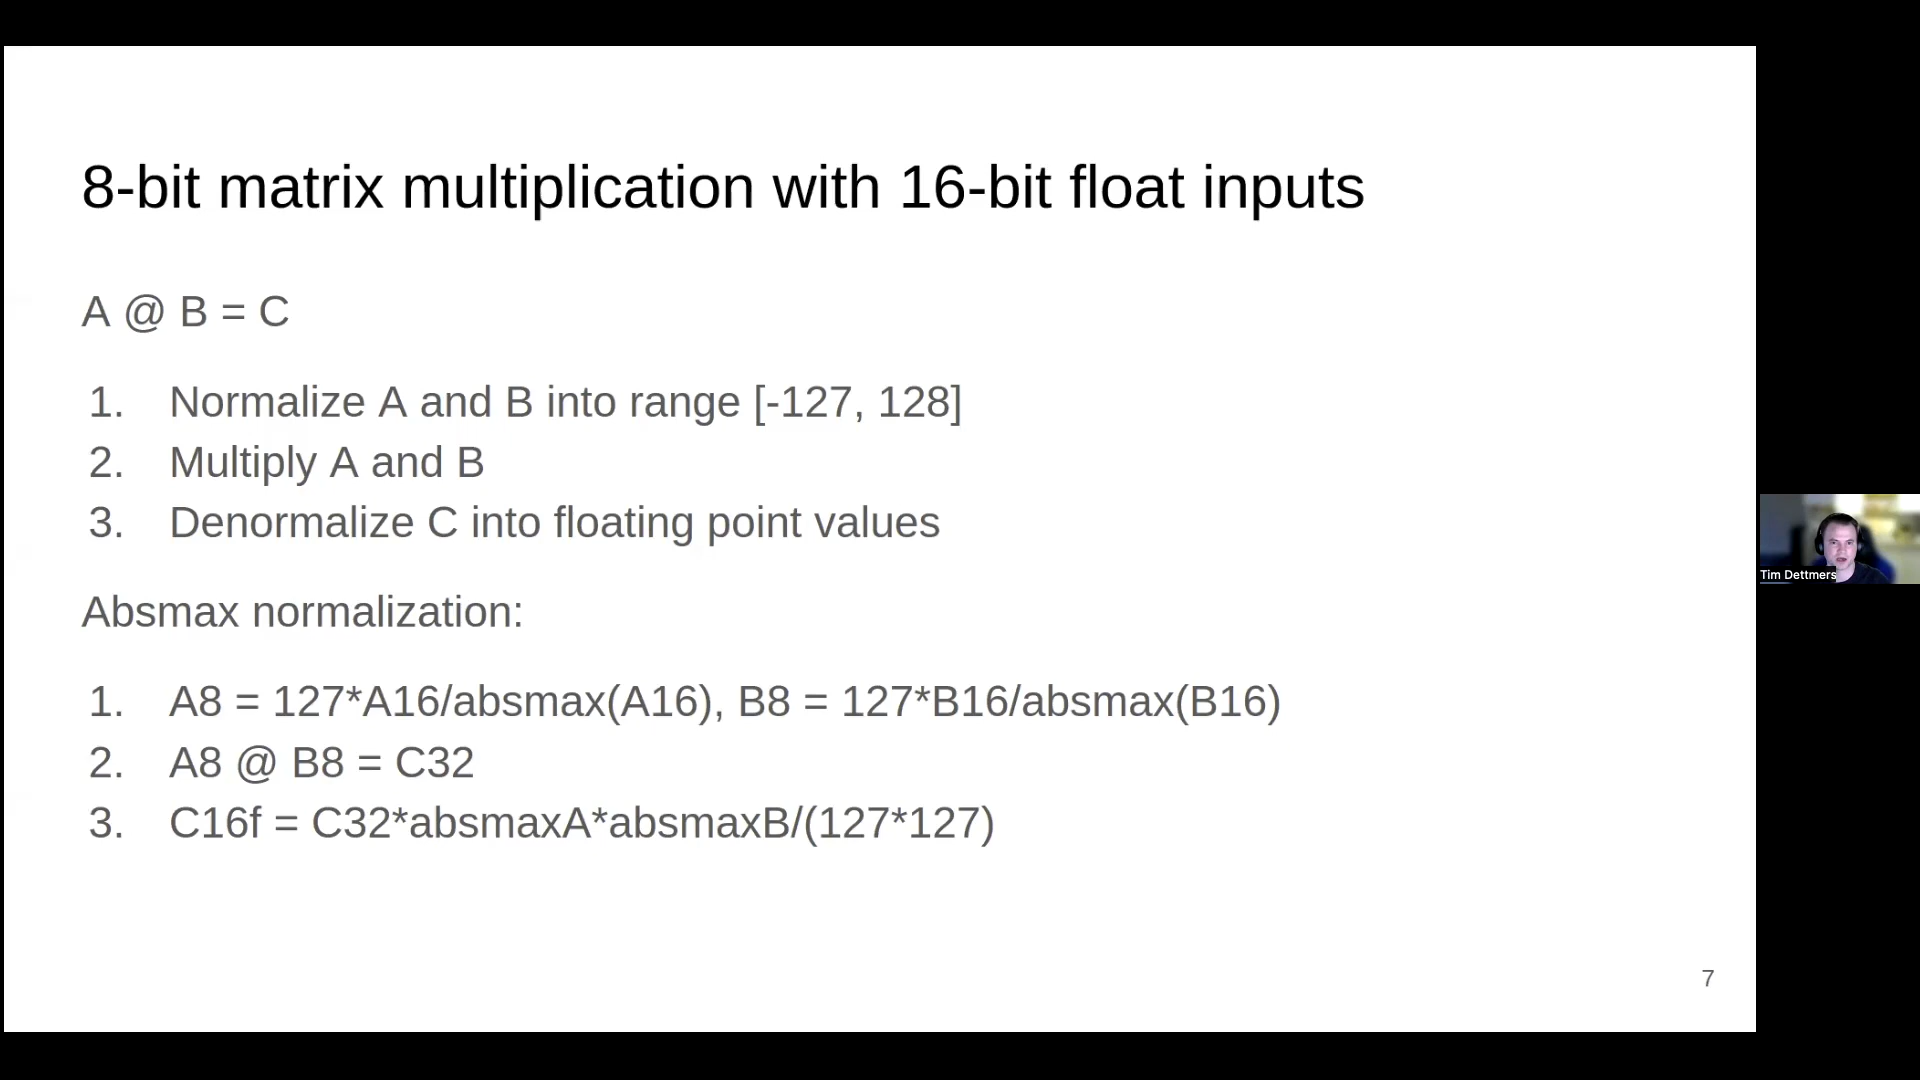 8-bit matrix multiplication with 16-bit float inputs
A @ B = C
1. Normalize A and B into range [-127, 128]
2. Multiply A and B
3. Denormalize C into floating point values
Absmax normalization:
1. A8 = 127*A16/absmax(A16), B8 = 127*B16/absmax(B16)
2. A8 @ B8 = C32
3. C16f = C32*absmaxA*absmaxB/(127*127)
Tim Dettmers
7